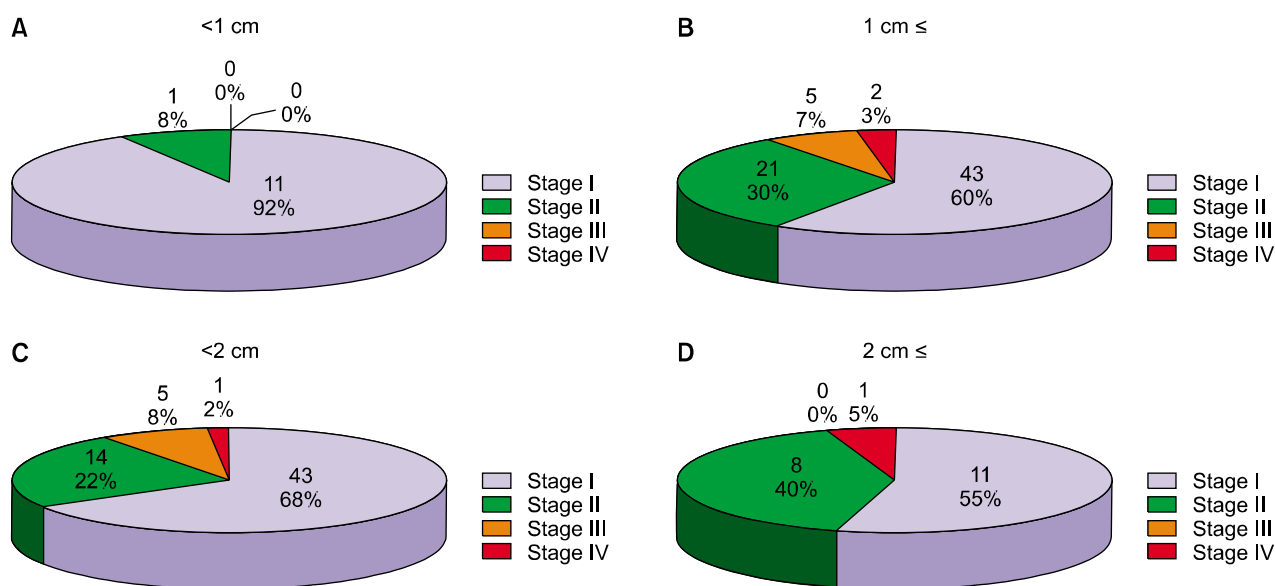 A
<1 cm
0
0%
0
0%
1
8%
11
92%
Stage I
Stage II
Stage III
Stage IV
B
1 cm ≤
5
7%
2
3%
21
30%
43
60%
Stage I
Stage II
Stage III
Stage IV
C
<2 cm
5
8%
1
2%
14
22%
43
68%
Stage I
Stage II
Stage III
Stage IV
D
2 cm ≤
0
0%
1
5%
8
40%
11
55%
Stage I
Stage II
Stage III
Stage IV